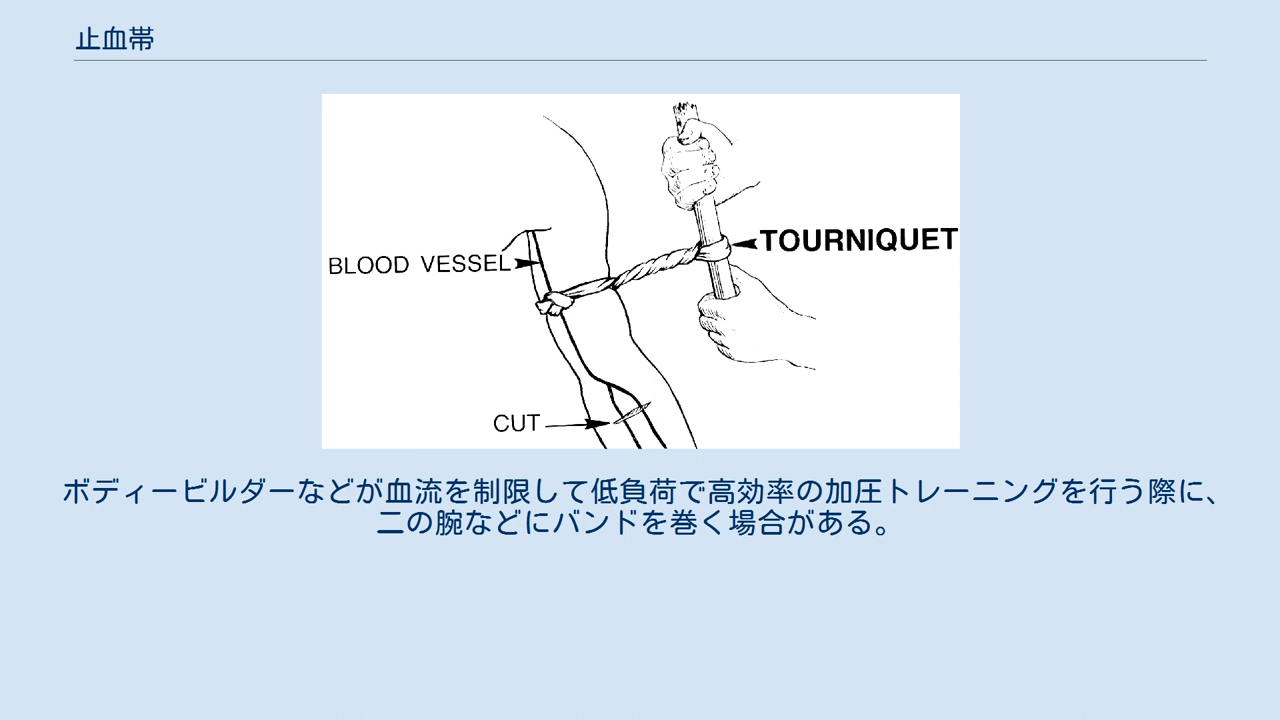 止血帯
TOURNIQUET
BLOOD VESSEL
CUT
ボディービルダーなどが血流を制限して低負荷で高効率の加圧トレーニングを行う際に、
二の腕などにバンドを巻く場合がある。